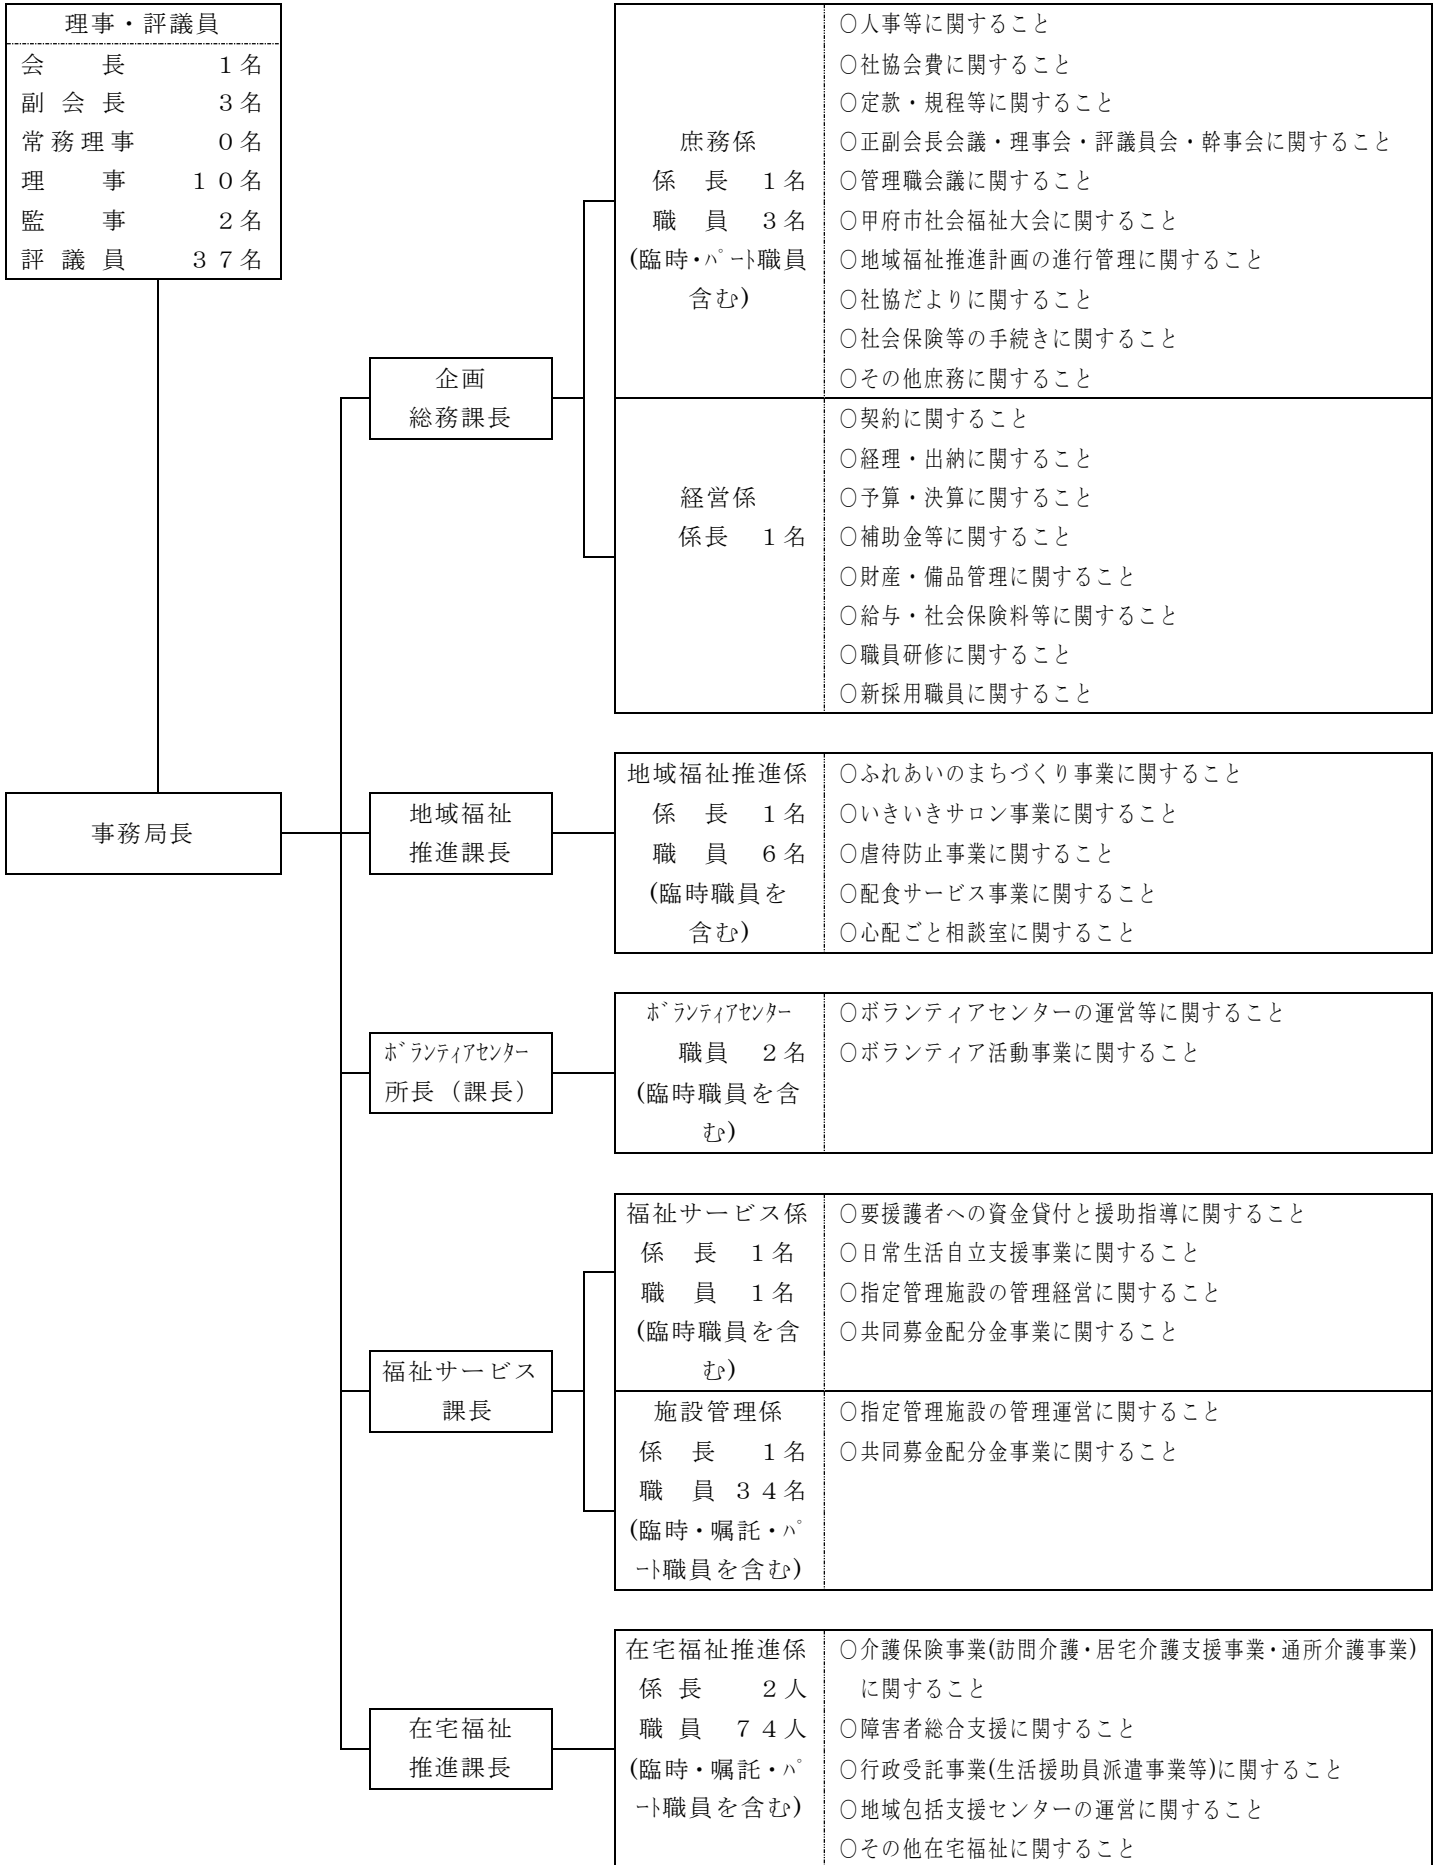 理事・評議員
会　　長　　　１名
副 会 長　　　３名
常務理事　　　０名
理　　事　　１０名
監　　事　　　２名
評 議 員　　３７名
事務局長
企画
総務課長
庶務係
係　長　１名
職　員　３名
(臨時・ﾊﾟｰﾄ職員
含む)
○人事等に関すること
○社協会費に関すること
○定款・規程等に関すること
○正副会長会議・理事会・評議員会・幹事会に関すること
○管理職会議に関すること
○甲府市社会福祉大会に関すること
○地域福祉推進計画の進行管理に関すること
○社協だよりに関すること
○社会保険等の手続きに関すること
○その他庶務に関すること
経営係
係長　１名
○契約に関すること
○経理・出納に関すること
○予算・決算に関すること
○補助金等に関すること
○財産・備品管理に関すること
○給与・社会保険料等に関すること
○職員研修に関すること
○新採用職員に関すること
地域福祉
推進課長
地域福祉推進係
係　長　１名
職　員　６名
(臨時職員を
含む)
○ふれあいのまちづくり事業に関すること
○いきいきサロン事業に関すること
○虐待防止事業に関すること
○配食サービス事業に関すること
○心配ごと相談室に関すること
ﾎﾞﾗﾝﾃｨｱｾﾝﾀｰ
所長（課長）
ﾎﾞﾗﾝﾃｨｱｾﾝﾀｰ
職員　２名
(臨時職員を含
む)
○ボランティアセンターの運営等に関すること
○ボランティア活動事業に関すること
福祉サービス
課長
福祉サービス係
係　長　１名
職　員　１名
(臨時職員を含
む)
○要援護者への資金貸付と援助指導に関すること
○日常生活自立支援事業に関すること
○指定管理施設の管理経営に関すること
○共同募金配分金事業に関すること
施設管理係
係　長　　１名
職　員 ３４名
(臨時・嘱託・ﾊﾟ
ｰﾄ職員を含む)
○指定管理施設の管理運営に関すること
○共同募金配分金事業に関すること
在宅福祉
推進課長
在宅福祉推進係
係 長　　２人
職 員　７４人
(臨時・嘱託・ﾊﾟ
ｰﾄ職員を含む)
○介護保険事業(訪問介護・居宅介護支援事業・通所介護事業)
に関すること
○障害者総合支援に関すること
○行政受託事業(生活援助員派遣事業等)に関すること
○地域包括支援センターの運営に関すること
○その他在宅福祉に関すること